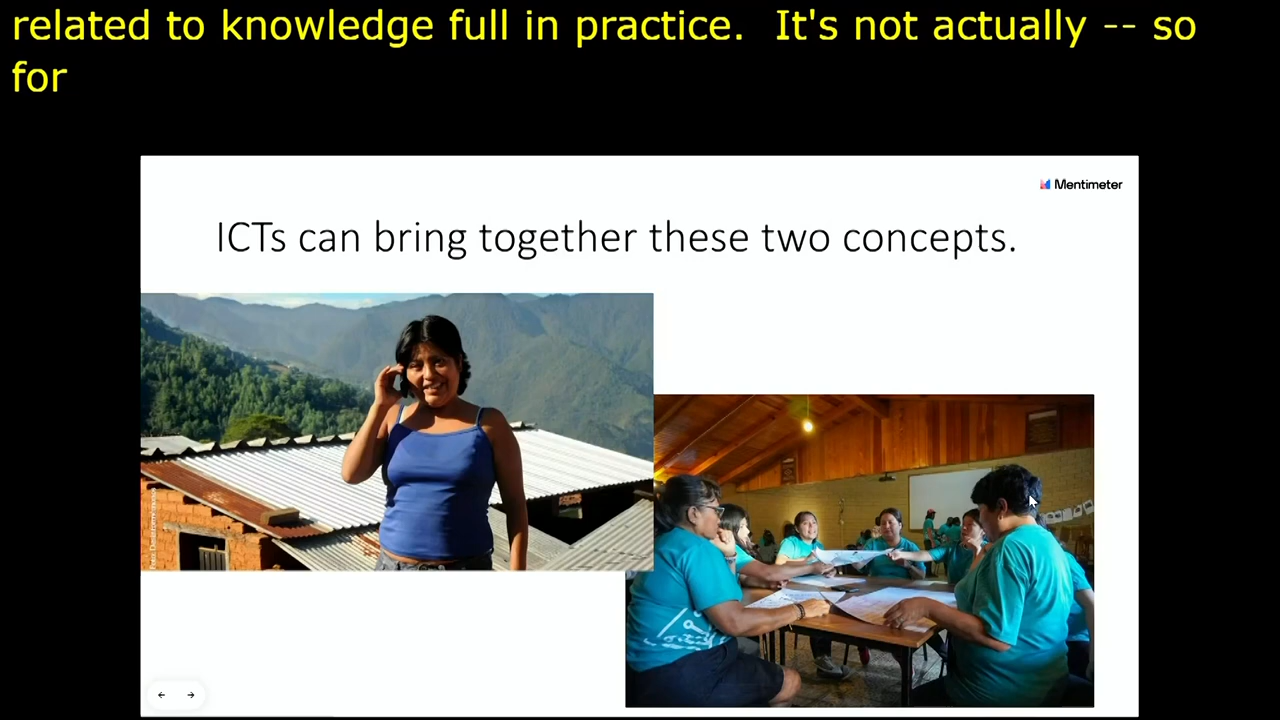 related to knowledge full in practice.  It's not actually -- so
for
Mentimeter
ICTs can bring together these two concepts.